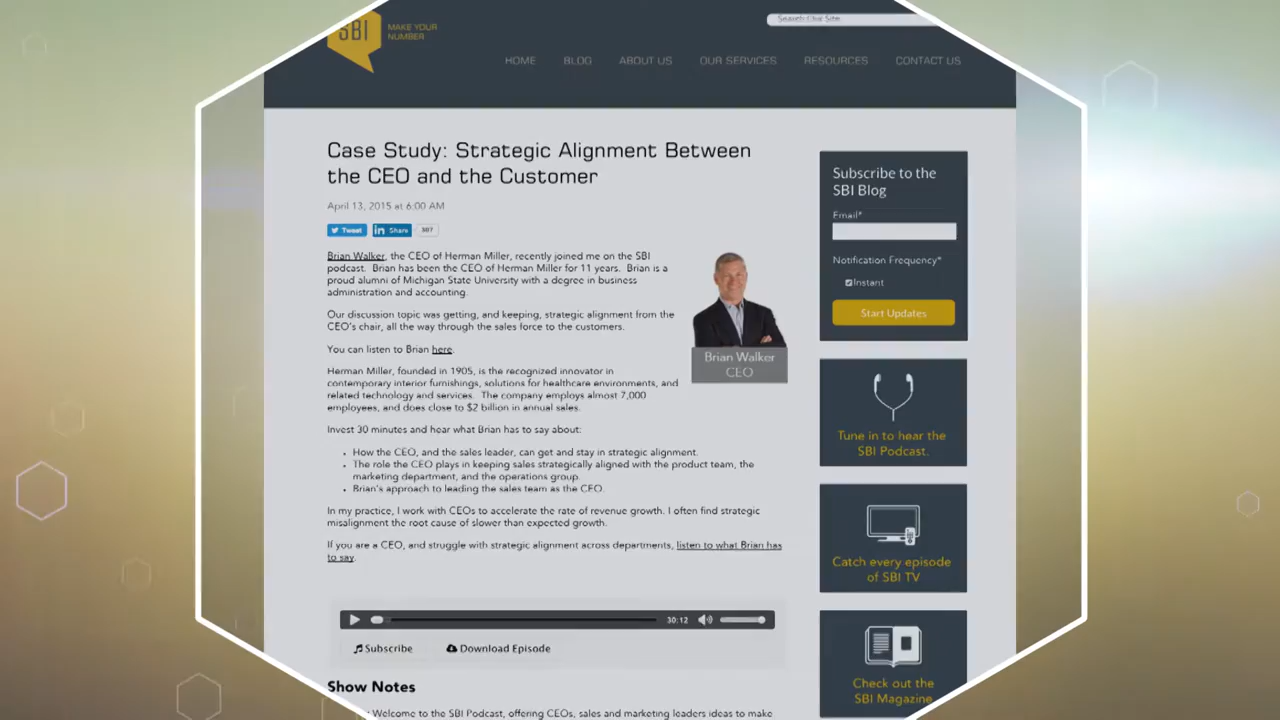 SBI
MAKE YOUR
NUMBER
Search Our Site
HOME BLOG ABOUT US OUR SERVICES RESOURCES CONTACT US
Case Study: Strategic Alignment Between
the CEO and the Customer
April 13, 2015 at 6:00 AM
Tweet Share 307
Brian Walker, the CEO of Herman Miller, recently joined me on the SBI
podcast. Brian has been the CEO of Herman Miller for 11 years. Brian is a
proud alumni of Michigan State University with a degree in business
administration and accounting.
Our discussion topic was getting, and keeping, strategic alignment from the
CEO's chair, all the way through the sales force to the customers.
You can listen to Brian here.
Herman Miller, founded in 1905, is the recognized innovator in
contemporary interior furnishings, solutions for healthcare environments, and
related technology and services. The company employs almost 7,000
employees, and does close to $2 billion in annual sales.
Brian Walker
CEO
Invest 30 minutes and hear what Brian has to say about:
• How the CEO, and the sales leader, can get and stay in strategic alignment.
• The role the CEO plays in keeping sales strategically aligned with the product team, the
marketing department, and the operations group.
• Brian's approach to leading the sales team as the CEO.
In my practice, I work with CEOs to accelerate the rate of revenue growth. I often find strategic
misalignment the root cause of slower than expected growth.
If you are a CEO, and struggle with strategic alignment across departments, listen to what Brian has
to say.
30:12
Subscribe Download Episode
Show Notes
Welcome to the SBI Podcast, offering CEOs, sales and marketing leaders ideas to make
Subscribe to the
SBI Blog
Email*
Notification Frequency*
Instant
Start Updates
Tune in to hear the
SBI Podcast.
Catch every episode
of SBI TV
Check out the
SBI Magazine